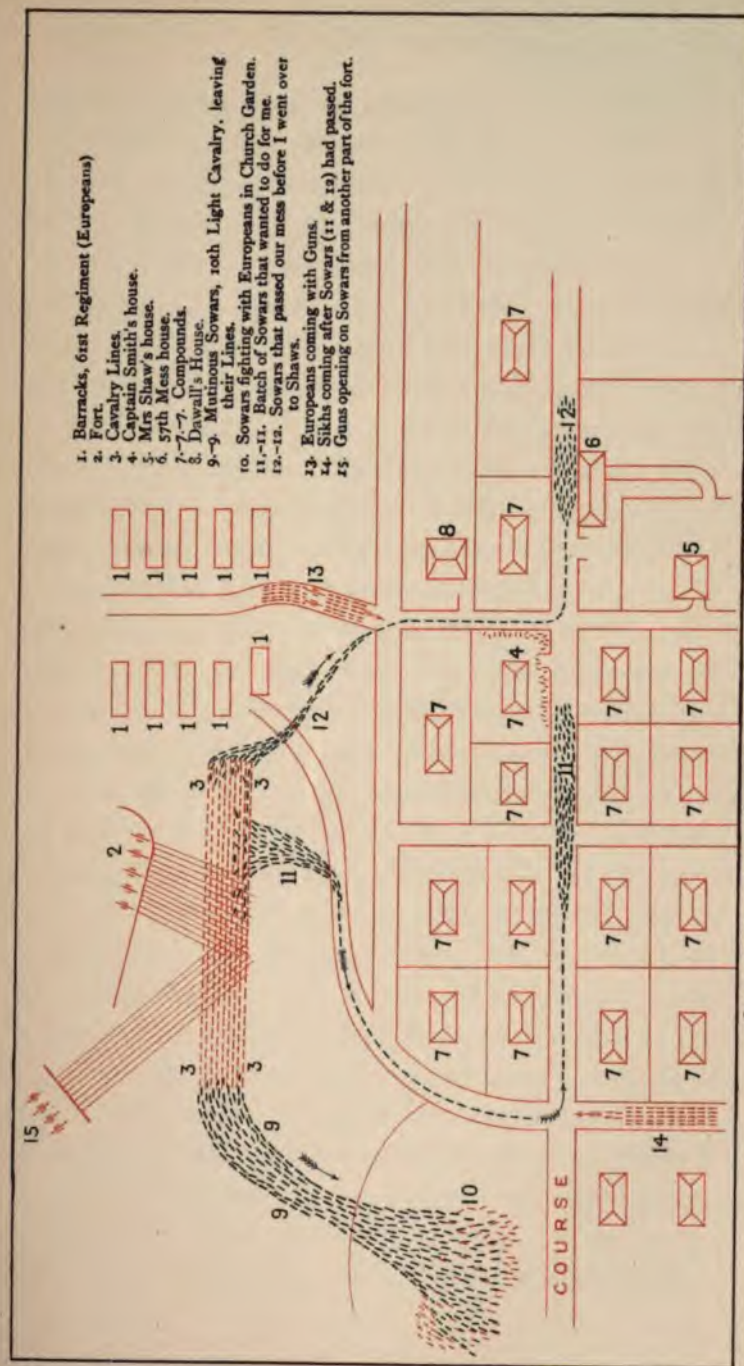 1. Barracks, 61st Regiment (Europeans)
2. Fort.
3. Cavalry Lines.
4. Captain Smith's house.
5. Mrs Shaw's house.
6. 57th Mess house.
7.-7.-7. Compounds.
8. Dawall's House.
9.-9. Mutinous Sowars, 10th Light Cavalry, leaving
their Lines.
10. Sowars fighting with Europeans in Church Garden.
11.-11. Batch of Sowars that wanted to do for me.
12.-12. Sowars that passed our mess before I went over
to Shaws.
13. Europeans coming with Guns.
14. Sikhs coming after Sowars (11 & 12) had passed.
15. Guns opening on Sowars from another part of the fort.
15
2
1 1
1 1
1 1
3 3
1 1
3 3
1 1
9 9
11
13
12
7 7 7 8
10
7 7 7 4 7 7
COURSE
11
12
6
7 7 7 7
14
7 7 7 7 5